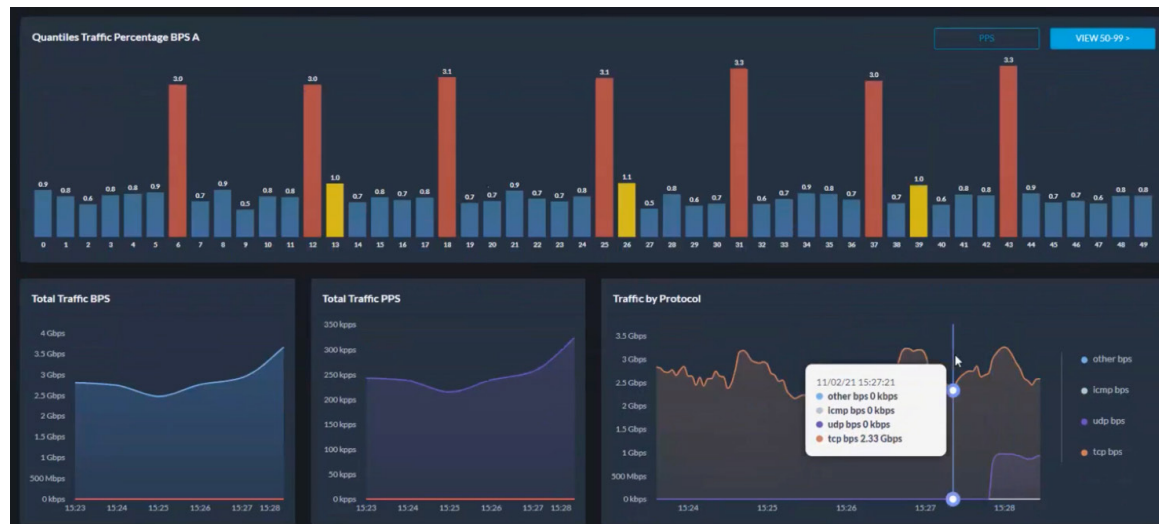 Quantiles Traffic Percentage BPS A
PPS
VIEW 50-99 >
0.9 0.8 0.6 0.8 0.8 0.9 3.0 0.7 0.9 0.5 0.8 0.8 3.0 1.0 0.7 0.8 0.7 0.8 3.1 0.7 0.7 0.9 0.7 0.7 0.8 3.1 1.1 0.5 0.8 0.6 0.7 3.3 0.6 0.7 0.9 0.8 0.7 3.0 0.7 1.0 0.6 0.8 0.8 3.3 0.9 0.7 0.7 0.6 0.8 0.8
0 1 2 3 4 5 6 7 8 9 10 11 12 13 14 15 16 17 18 19 20 21 22 23 24 25 26 27 28 29 30 31 32 33 34 35 36 37 38 39 40 41 42 43 44 45 46 47 48 49
Total Traffic BPS
4 Gbps
3.5 Gbps
3 Gbps
2.5 Gbps
2 Gbps
1.5 Gbps
1 Gbps
500 Mbps
0 kbps
15:23 15:24 15:25 15:26 15:27 15:28
Total Traffic PPS
350 kpps
300 kpps
250 kpps
200 kpps
150 kpps
100 kpps
50 kpps
0 kpps
15:23 15:24 15:25 15:26 15:27 15:28
Traffic by Protocol
3.5 Gbps
3 Gbps
2.5 Gbps
2 Gbps
1.5 Gbps
1 Gbps
500 Mbps
0 kbps
15:24 15:25 15:26 15:27 15:28
11/02/21 15:27:21
other bps 0 kbps
icmp bps 0 kbps
udp bps 0 kbps
tcp bps 2.33 Gbps
other bps
icmp bps
udp bps
tcp bps